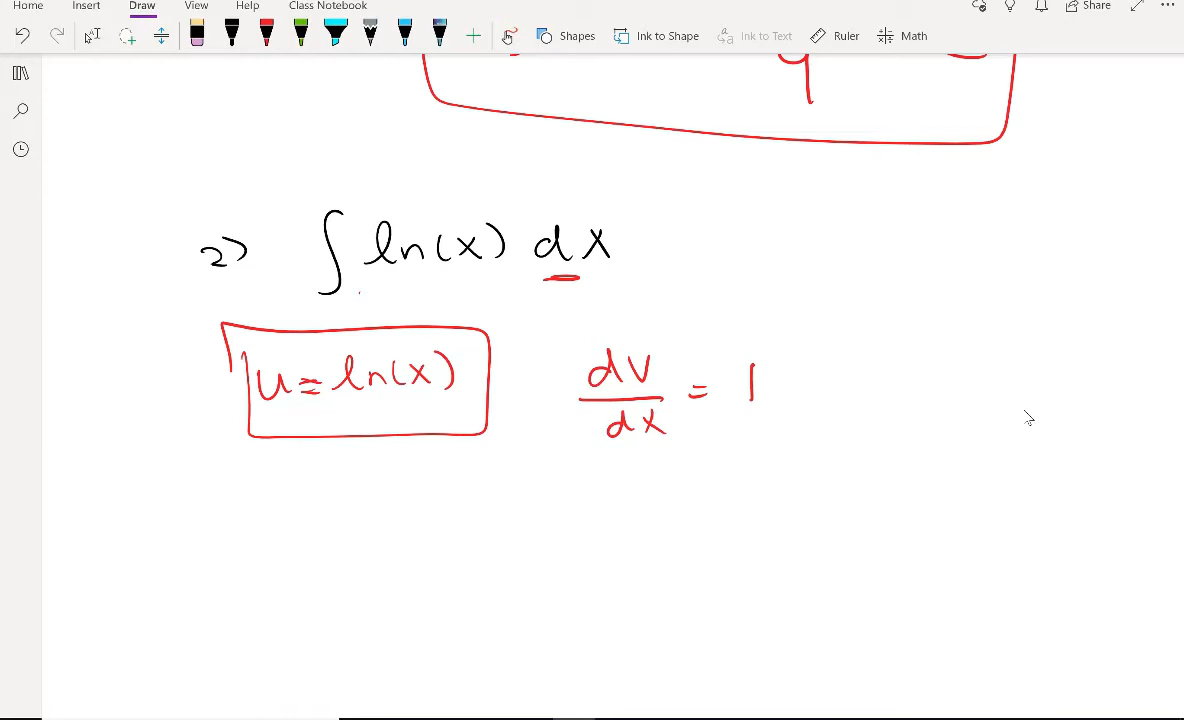 Home Insert Draw View Help Class Notebook Share
Shapes Ink to Shape Ink to Text Ruler Math
2) ∫ ln(x) dx
u = ln(x) dv/dx = 1